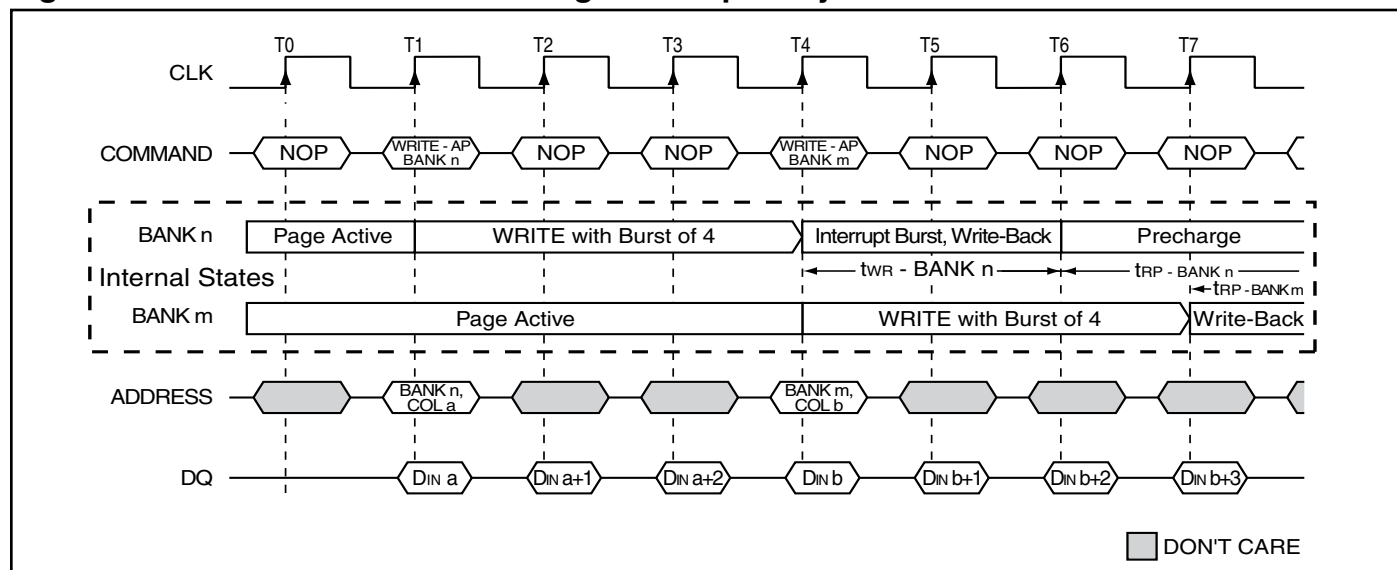 T0 T1 T2 T3 T4 T5 T6 T7
CLK
COMMAND NOP WRITE - AP BANK n NOP NOP WRITE - AP BANK m NOP NOP NOP
BANK n Page Active WRITE with Burst of 4 Interrupt Burst, Write-Back Precharge
tWR - BANK n tRP - BANK n
Internal States
tRP - BANK m
BANK m Page Active WRITE with Burst of 4 Write-Back
ADDRESS BANK n, COL a BANK m, COL b
DQ DIN a DIN a+1 DIN a+2 DIN b DIN b+1 DIN b+2 DIN b+3
DON'T CARE